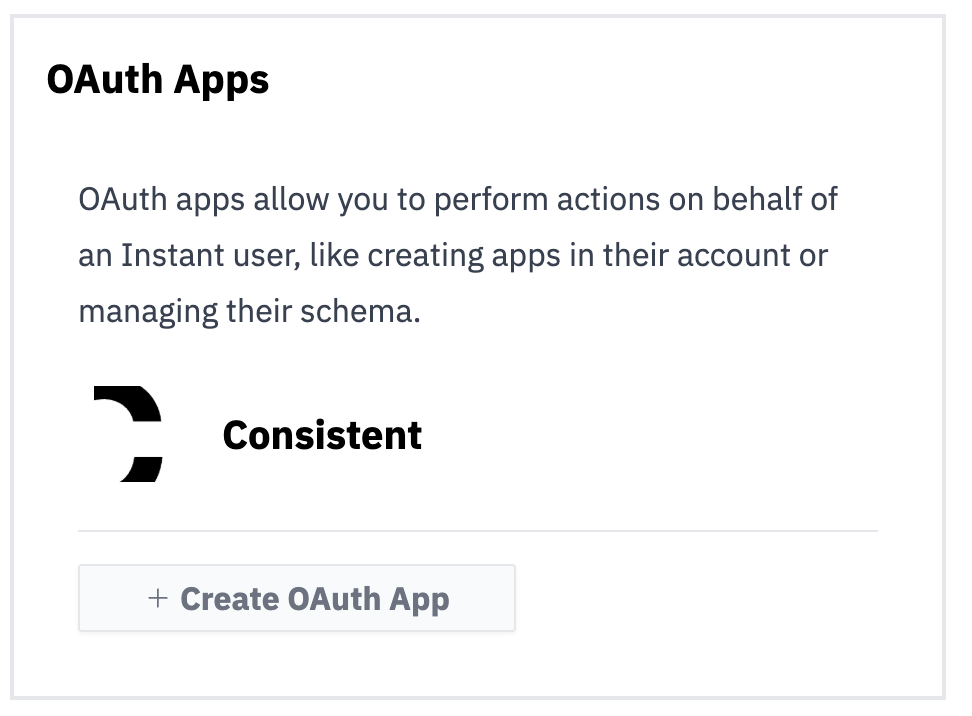 OAuth Apps
OAuth apps allow you to perform actions on behalf of
an Instant user, like creating apps in their account or
managing their schema.
Consistent
+ Create OAuth App